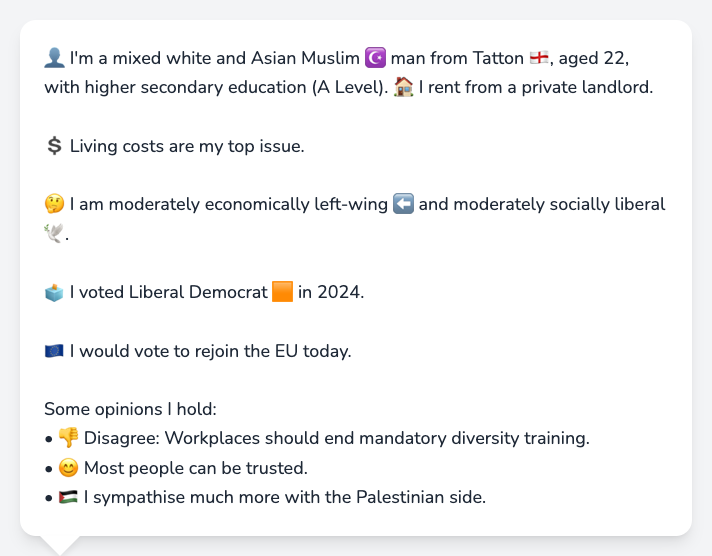 👤 I'm a mixed white and Asian Muslim ☪️ man from Tatton 🏴󠁧󠁢󠁥󠁮󠁧󠁿, aged 22,
with higher secondary education (A Level). 🏠 I rent from a private landlord.
💲 Living costs are my top issue.
🤔 I am moderately economically left-wing ⬅️ and moderately socially liberal
🕊️.
🗳️ I voted Liberal Democrat 🟧 in 2024.
🇪🇺 I would vote to rejoin the EU today.
Some opinions I hold:
• 👎 Disagree: Workplaces should end mandatory diversity training.
• 😊 Most people can be trusted.
• 🇵🇸 I sympathise much more with the Palestinian side.